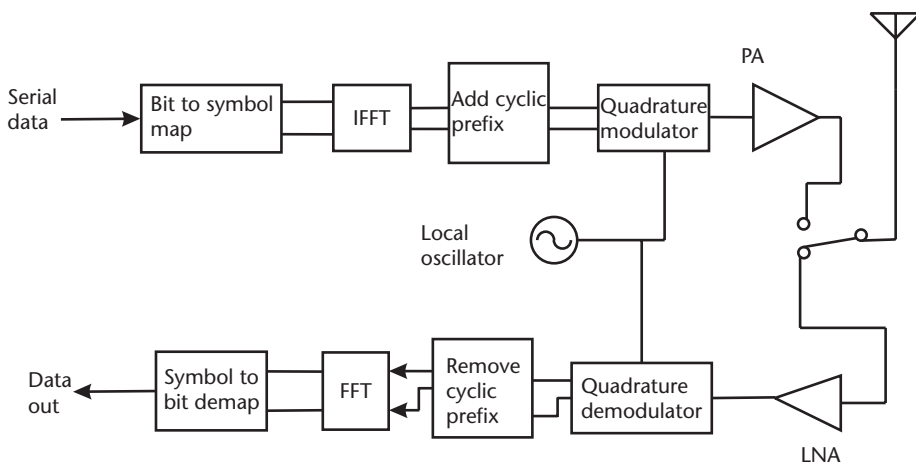 PA
Serial
data
Bit to symbol
map
IFFT
Add cyclic
prefix
Quadrature
modulator
Local
oscillator
Data
out
Symbol to
bit demap
FFT
Remove
cyclic
prefix
Quadrature
demodulator
LNA